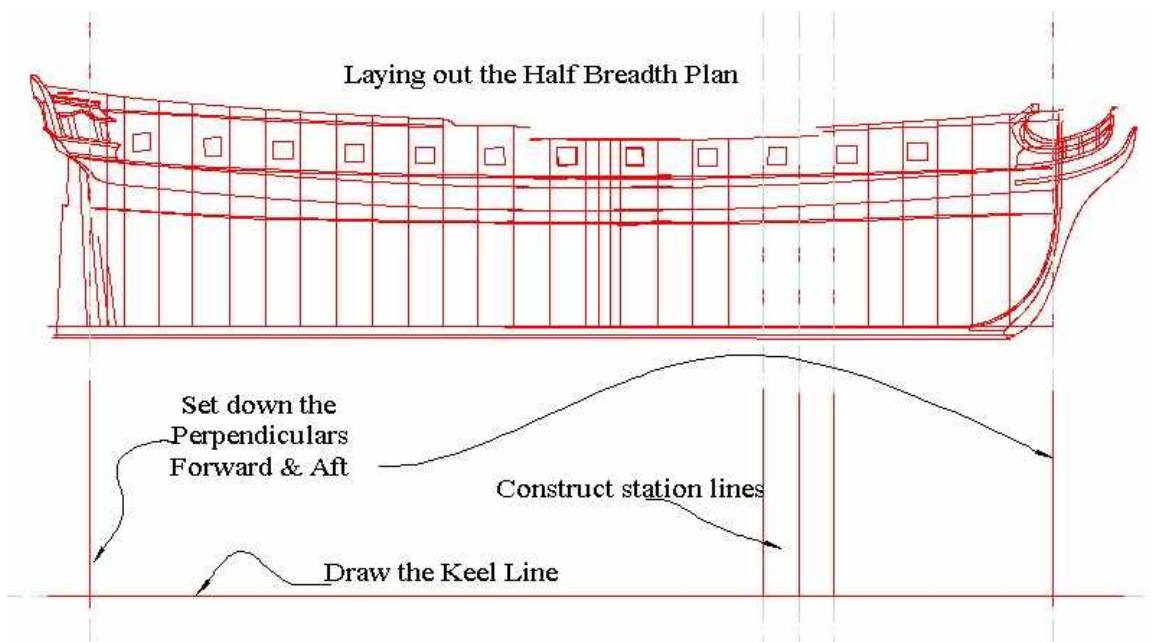 Laying out the Half Breadth Plan
Set down the
Perpendiculars
Forward & Aft
Construct station lines
Draw the Keel Line